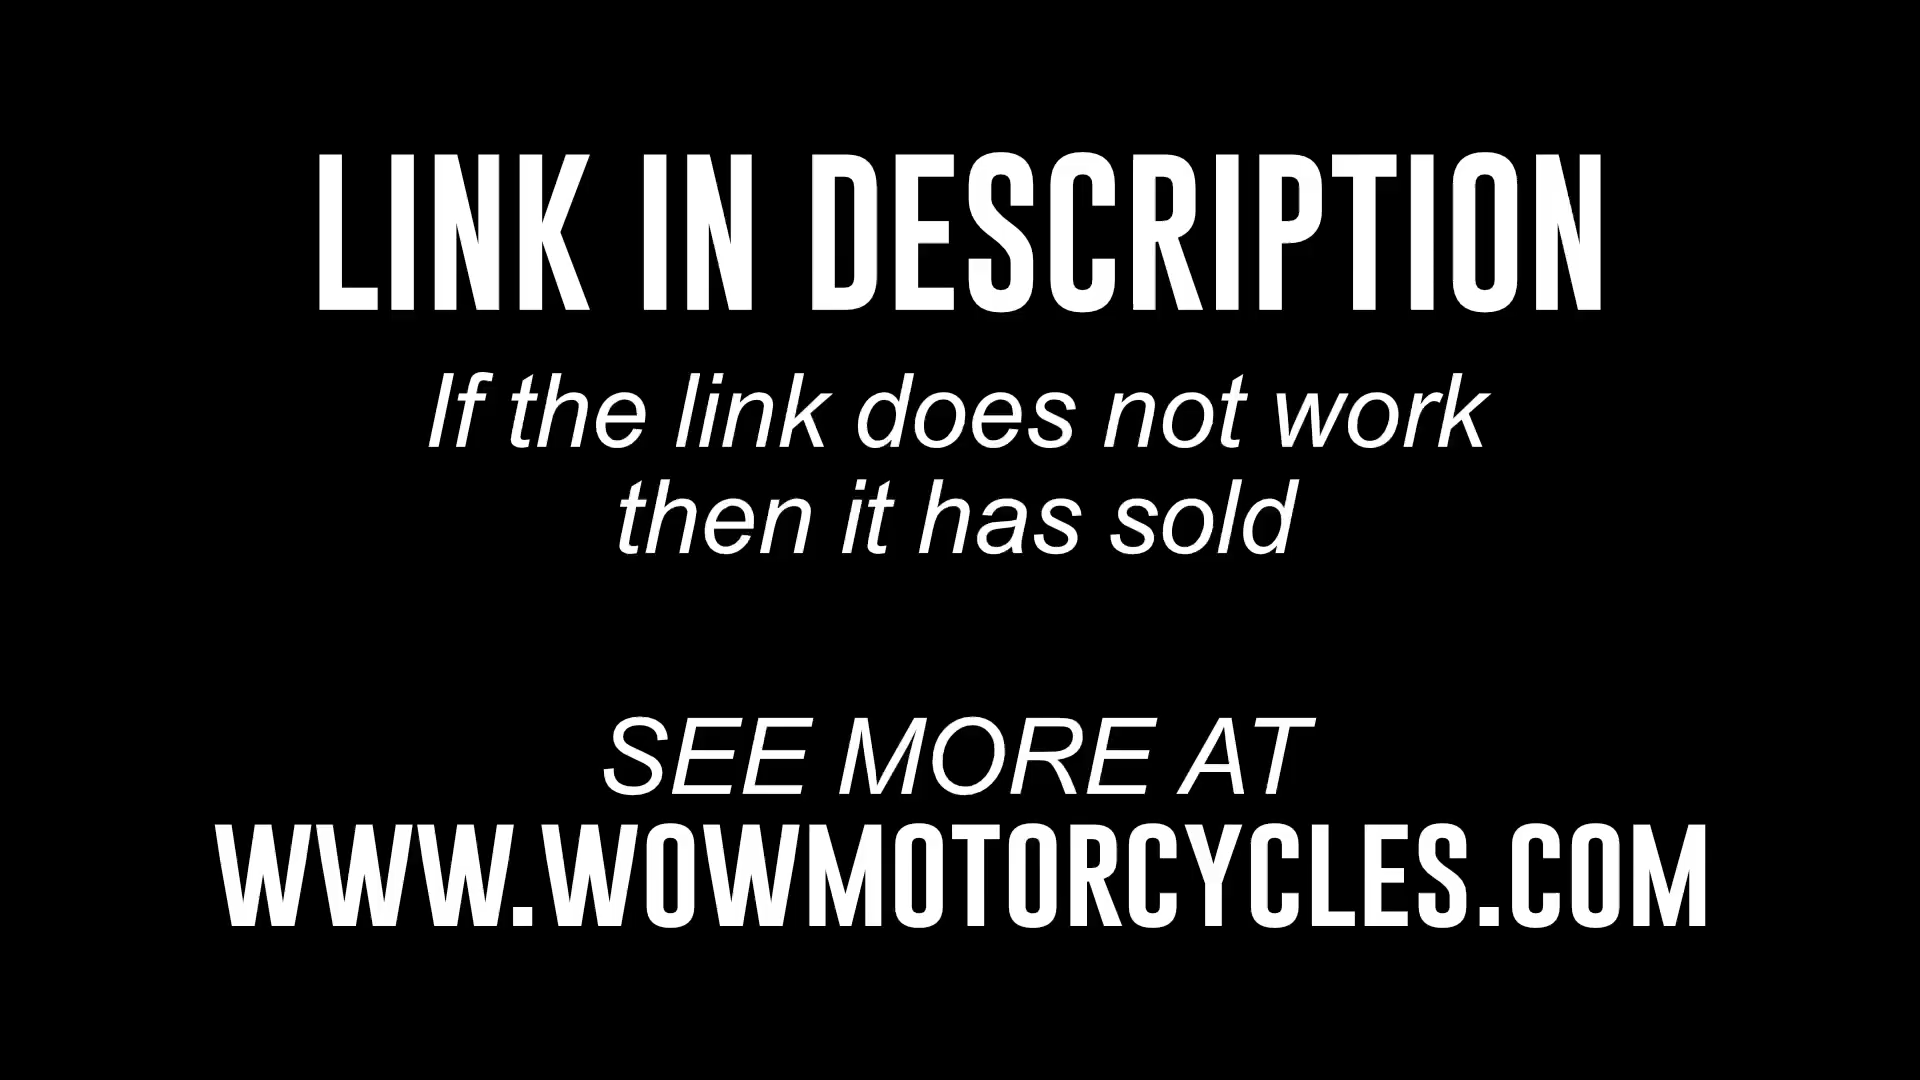 LINK IN DESCRIPTION
If the link does not work
then it has sold
SEE MORE AT
WWW.WOWMOTORCYCLES.COM